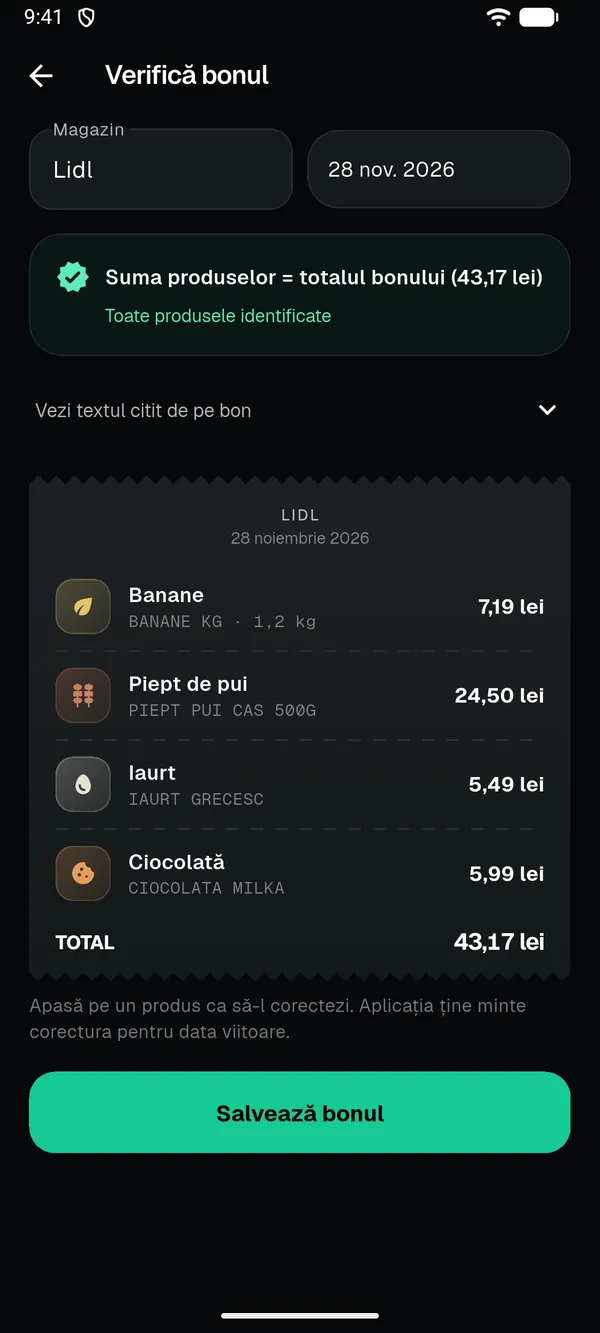 9:41
Verifică bonul
Magazin
Lidl
28 nov. 2026
Suma produselor = totalul bonului (43,17 lei)
Toate produsele identificate
Vezi textul citit de pe bon
LIDL
28 noiembrie 2026
Banane
7,19 lei
BANANE KG · 1,2 kg
Piept de pui
24,50 lei
PIEPT PUI CAS 500G
Iaurt
5,49 lei
IAURT GRECESC
Ciocolată
5,99 lei
CIOCOLATA MILKA
TOTAL
43,17 lei
Apasă pe un produs ca să-l corectezi. Aplicația ține minte
corectura pentru data viitoare.
Salvează bonul